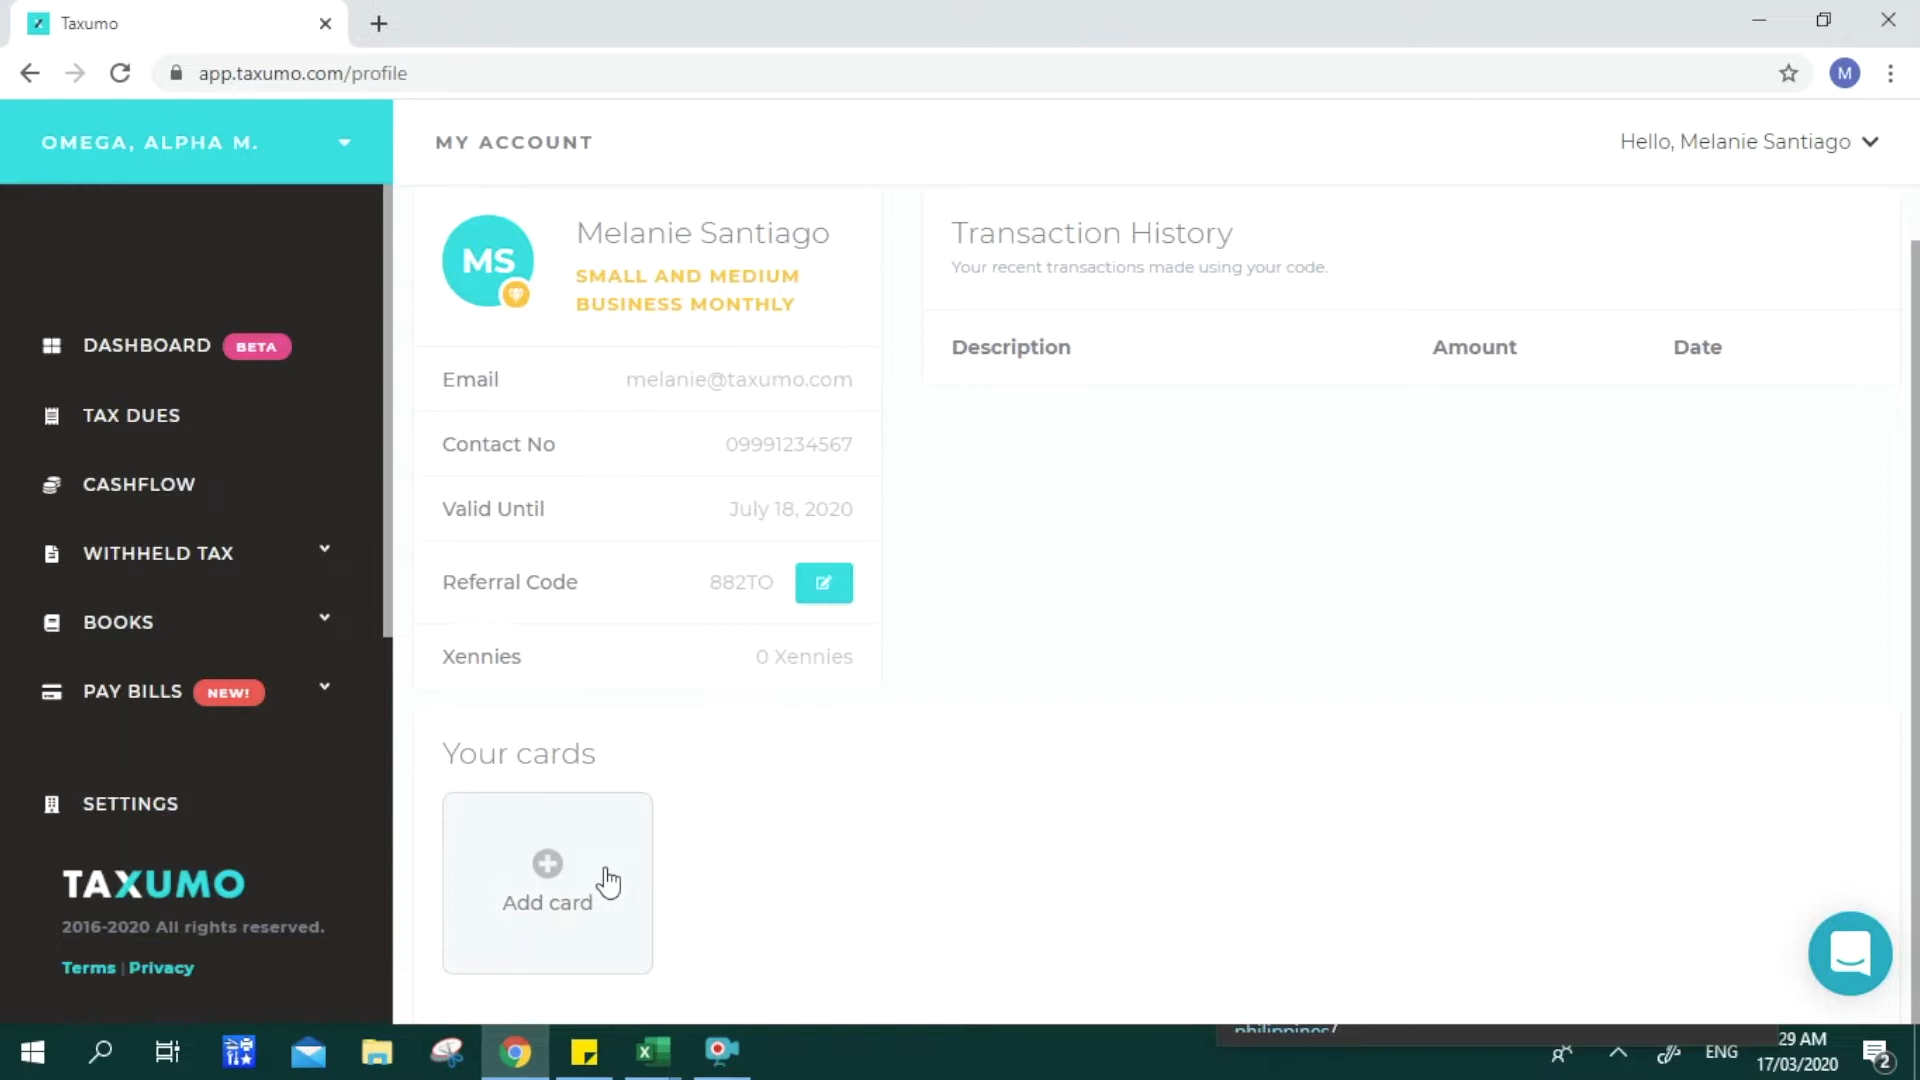 Taxumo
app.taxumo.com/profile
M
OMEGA, ALPHA M.
MY ACCOUNT
Hello, Melanie Santiago
MS
Melanie Santiago
SMALL AND MEDIUM
BUSINESS MONTHLY
Email melanie@taxumo.com
Contact No 09991234567
Valid Until July 18, 2020
Referral Code 882TO
Xennies 0 Xennies
Transaction History
Your recent transactions made using your code.
Description Amount Date
DASHBOARD BETA
TAX DUES
CASHFLOW
WITHHELD TAX
BOOKS
PAY BILLS NEW!
SETTINGS
TAXUMO
2016-2020 All rights reserved.
Terms | Privacy
Your cards
Add card
philippines/
ENG
29 AM
17/03/2020
2